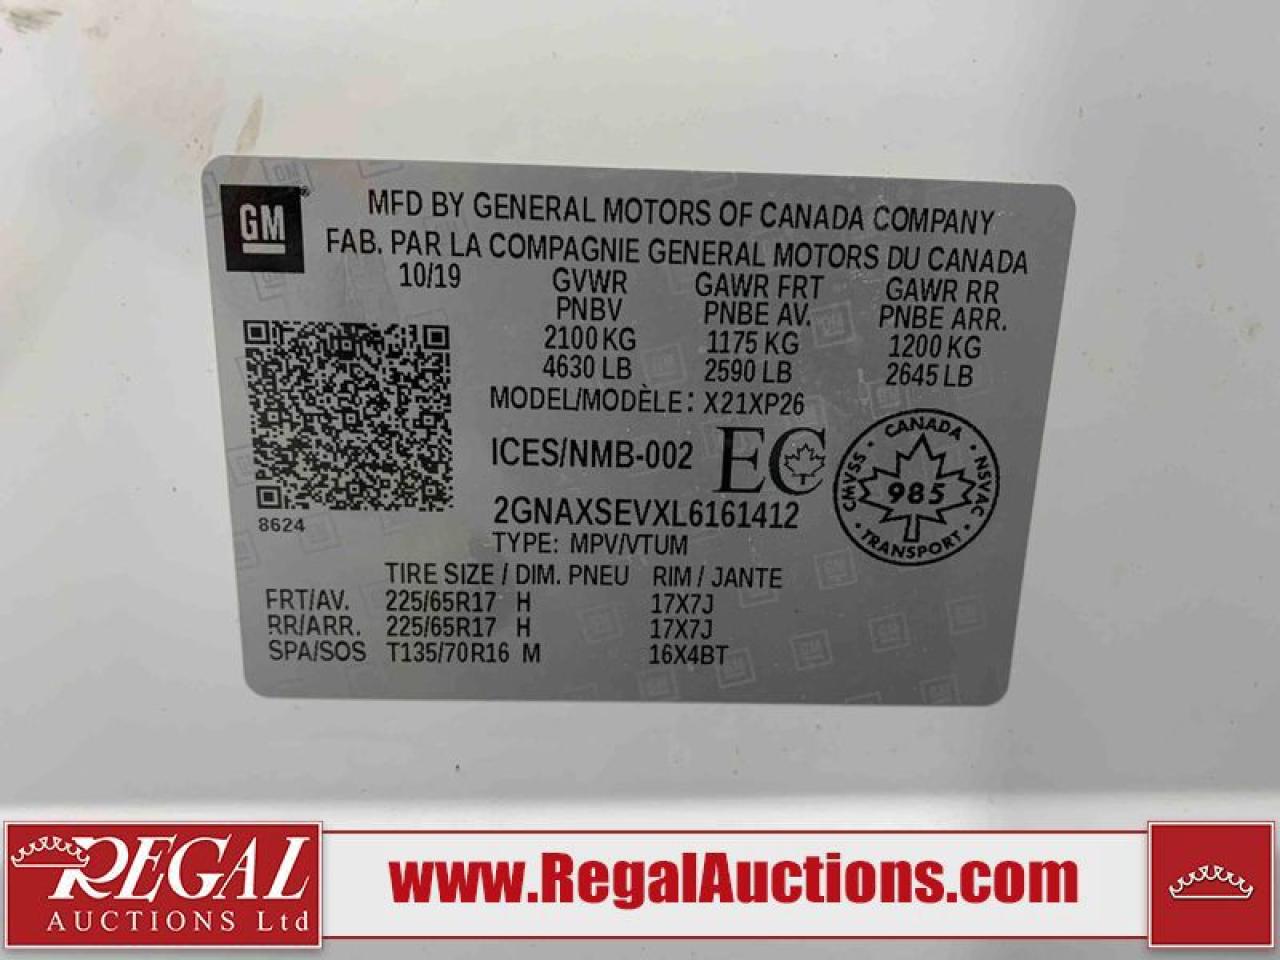 GM ®
MFD BY GENERAL MOTORS OF CANADA COMPANY
FAB. PAR LA COMPAGNIE GENERAL MOTORS DU CANADA
10/19 GVWR GAWR FRT GAWR RR
PNBV PNBE AV. PNBE ARR.
2100 KG 1175 KG 1200 KG
4630 LB 2590 LB 2645 LB
MODEL/MODÈLE: X21XP26
ICES/NMB-002 EC
CANADA
CMVSS 985 NSVAC
TRANSPORT
2GNAXSEVXL6161412
8624
TYPE: MPV/VTUM
TIRE SIZE / DIM. PNEU RIM / JANTE
FRT/AV. 225/65R17 H 17X7J
RR/ARR. 225/65R17 H 17X7J
SPA/SOS T135/70R16 M 16X4BT
REGAL
AUCTIONS Ltd
www.RegalAuctions.com